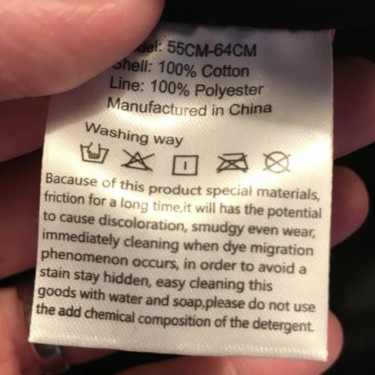 55CM-64CM
Shell: 100% Cotton
Line: 100% Polyester
Manufactured in China
Washing way
Bacause of this product special materials,
friction for a long time,it will has the potential
to cause discoloration, smudgy even wear,
immediately cleaning when dye migration
phenomenon occurs, in order to avoid a
stain stay hidden, easy cleaning this
goods with water and soap,please do not use
the add chemical composition of the detergent.